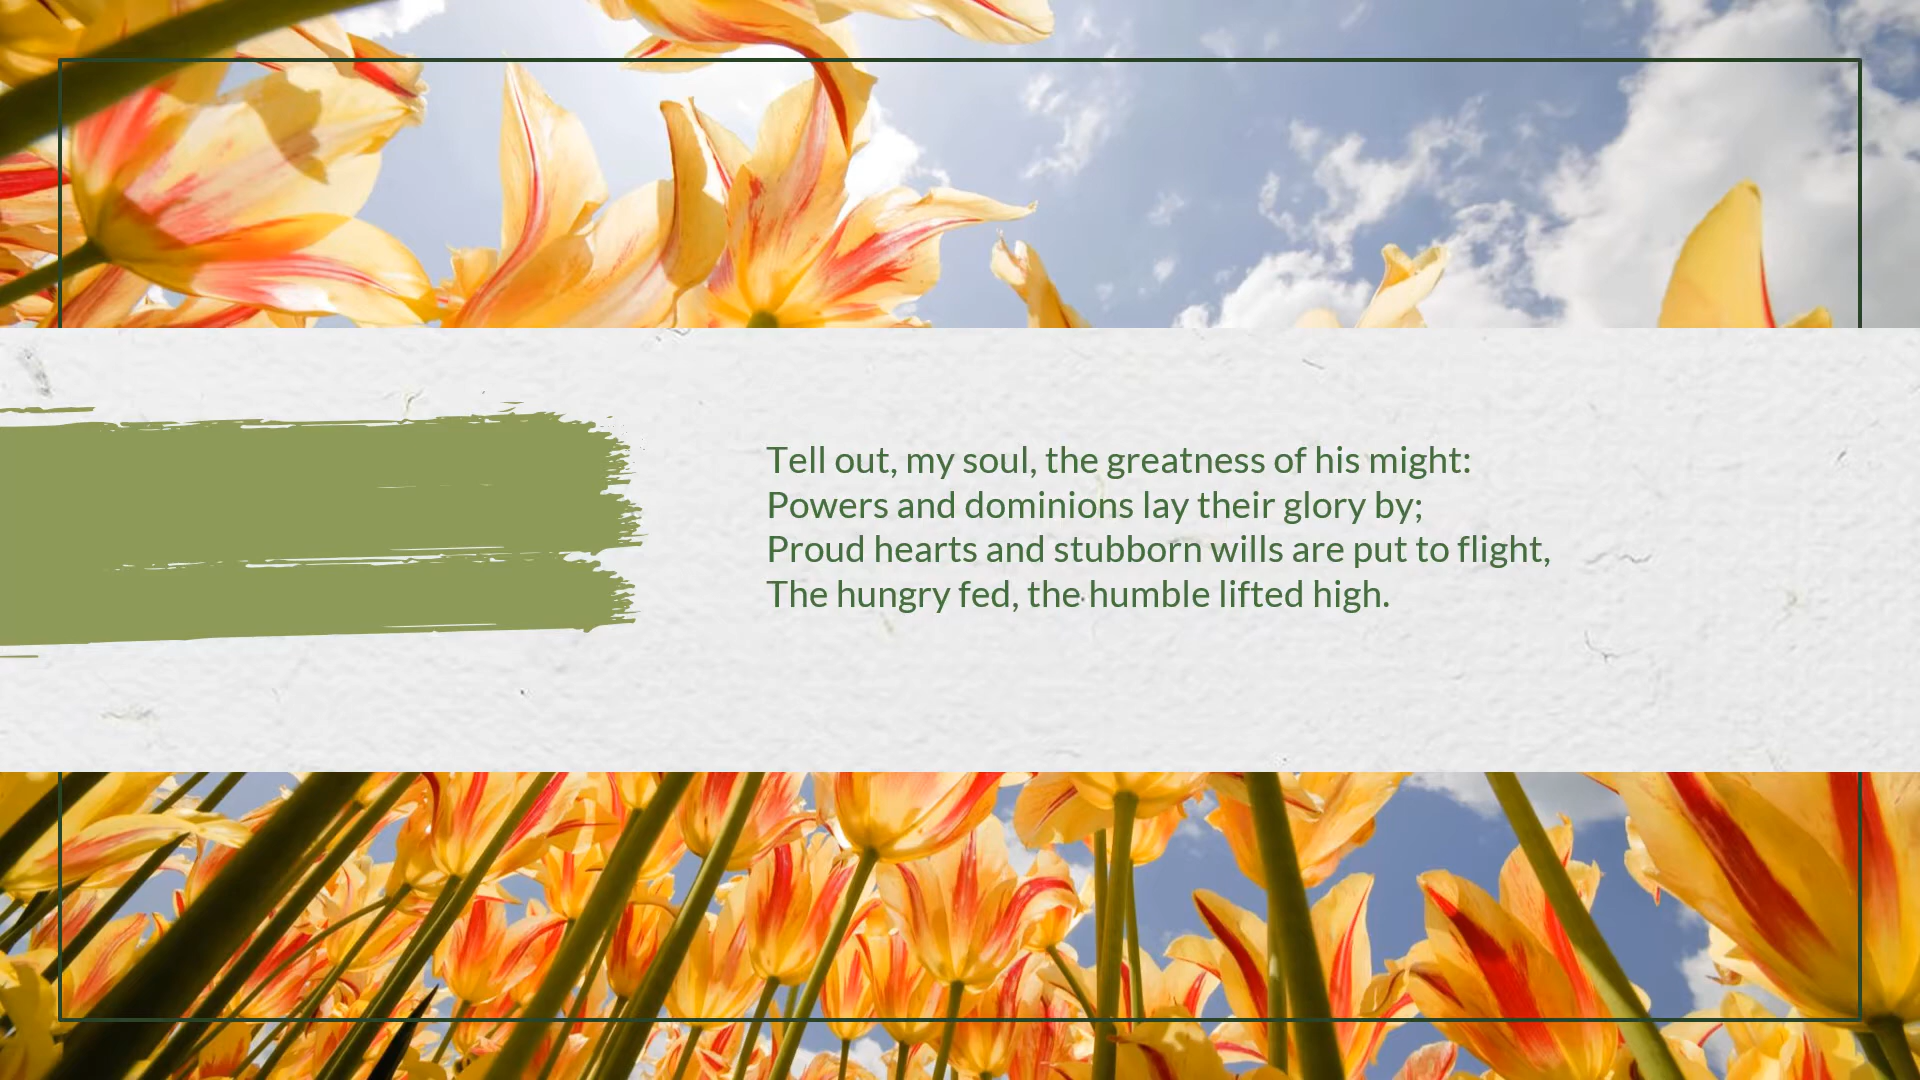 Tell out, my soul, the greatness of his might:
Powers and dominions lay their glory by;
Proud hearts and stubborn wills are put to flight,
The hungry fed, the humble lifted high.